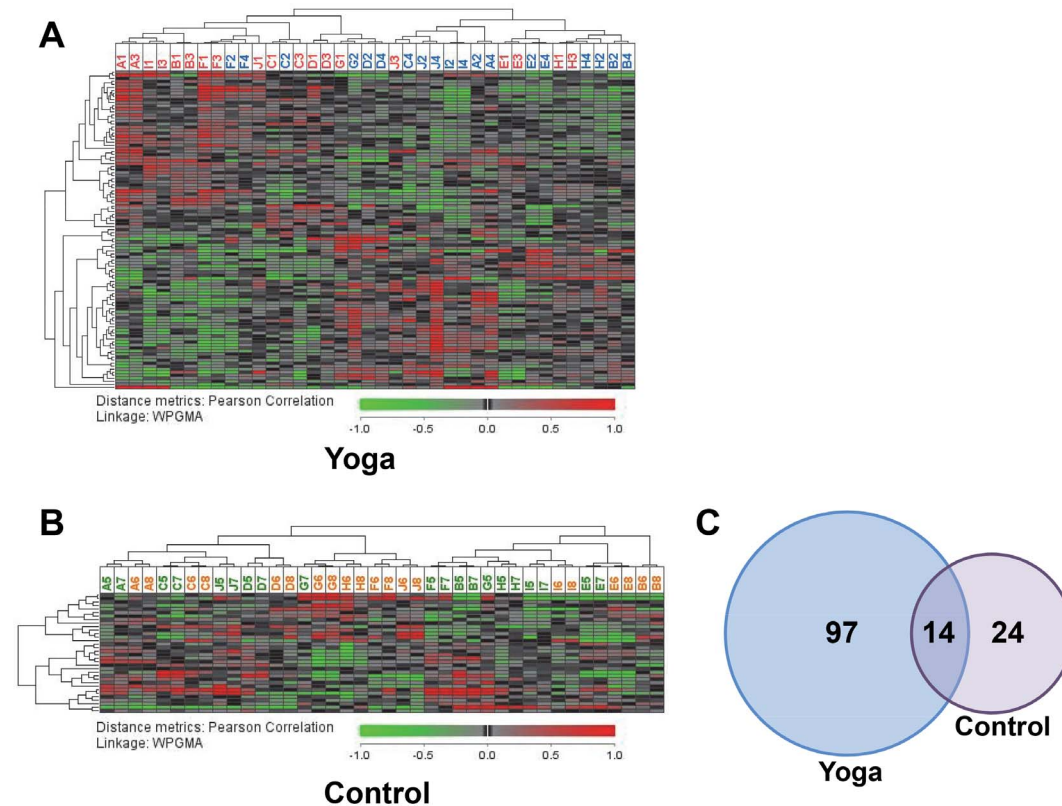 A
A1 A3 I1 I3 B1 B3 F1 F3 F2 F4 J1 C1 C2 C3 D1 D3 G1 G2 D2 D4 J3 C4 J2 J4 I2 I4 A2 A4 E1 E3 E2 E4 H1 H3 H4 H2 B2 B4
Distance metrics: Pearson Correlation
Linkage: WPGMA
-1.0 -0.5 0.0 0.5 1.0
Yoga
B
A5 A7 A6 A8 C5 C7 C6 C8 J5 J7 D5 D7 D6 D8 G7 G6 G8 H6 H8 F6 F8 J6 J8 F5 F7 B5 B7 G5 H5 H7 I5 I7 I6 I8 E5 E7 E6 E8 B6 B8
Distance metrics: Pearson Correlation
Linkage: WPGMA
-1.0 -0.5 0.0 0.5 1.0
Control
C
97 14 24
Control
Yoga